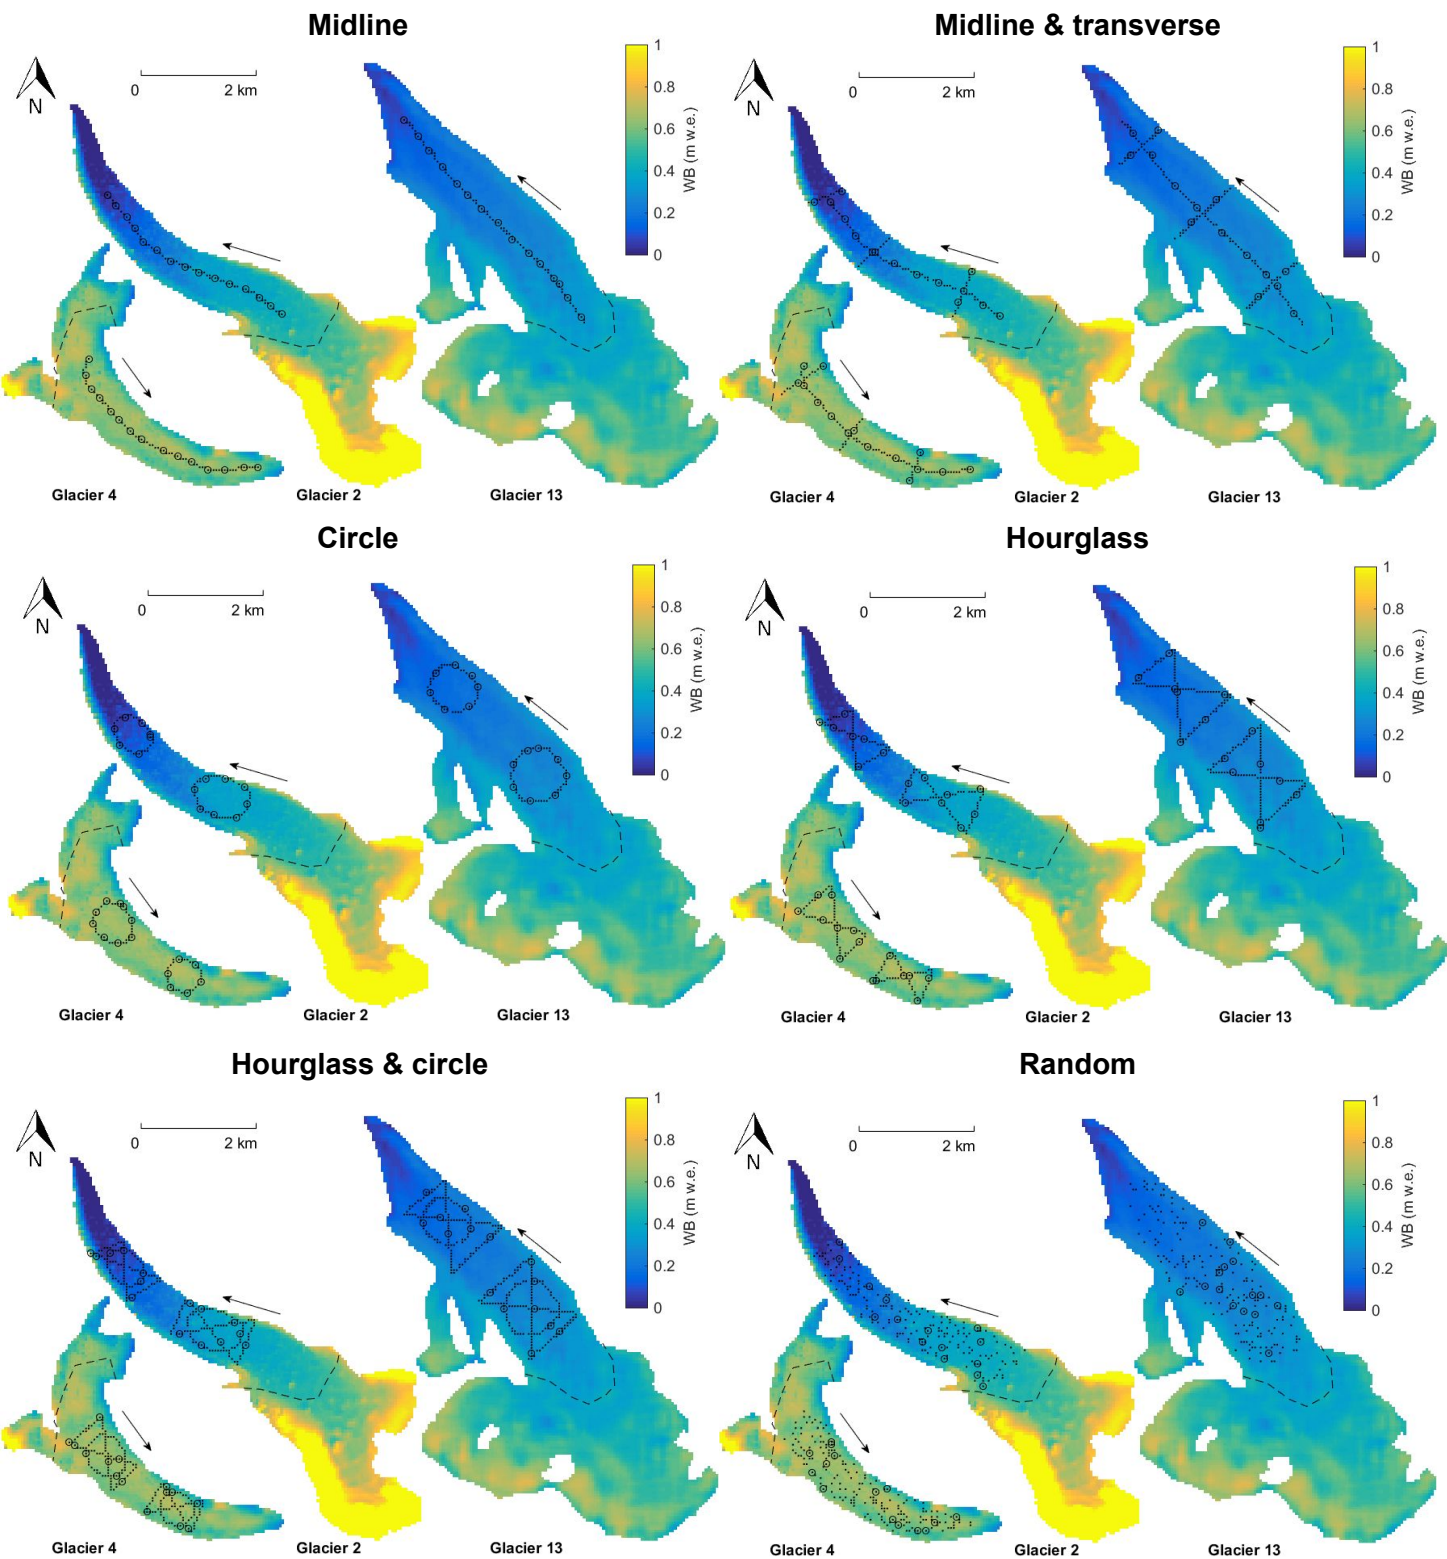 Midline
Midline & transverse
N
0 2 km
1
0.8
0.6
0.4
0.2
0
WB (m w.e.)
Glacier 4
Glacier 2
Glacier 13
N
0 2 km
1
0.8
0.6
0.4
0.2
0
WB (m w.e.)
Glacier 4
Glacier 2
Glacier 13
Circle
Hourglass
N
0 2 km
1
0.8
0.6
0.4
0.2
0
WB (m w.e.)
Glacier 4
Glacier 2
Glacier 13
N
0 2 km
1
0.8
0.6
0.4
0.2
0
WB (m w.e.)
Glacier 4
Glacier 2
Glacier 13
Hourglass & circle
Random
N
0 2 km
1
0.8
0.6
0.4
0.2
0
WB (m w.e.)
Glacier 4
Glacier 2
Glacier 13
N
0 2 km
1
0.8
0.6
0.4
0.2
0
WB (m w.e.)
Glacier 4
Glacier 2
Glacier 13